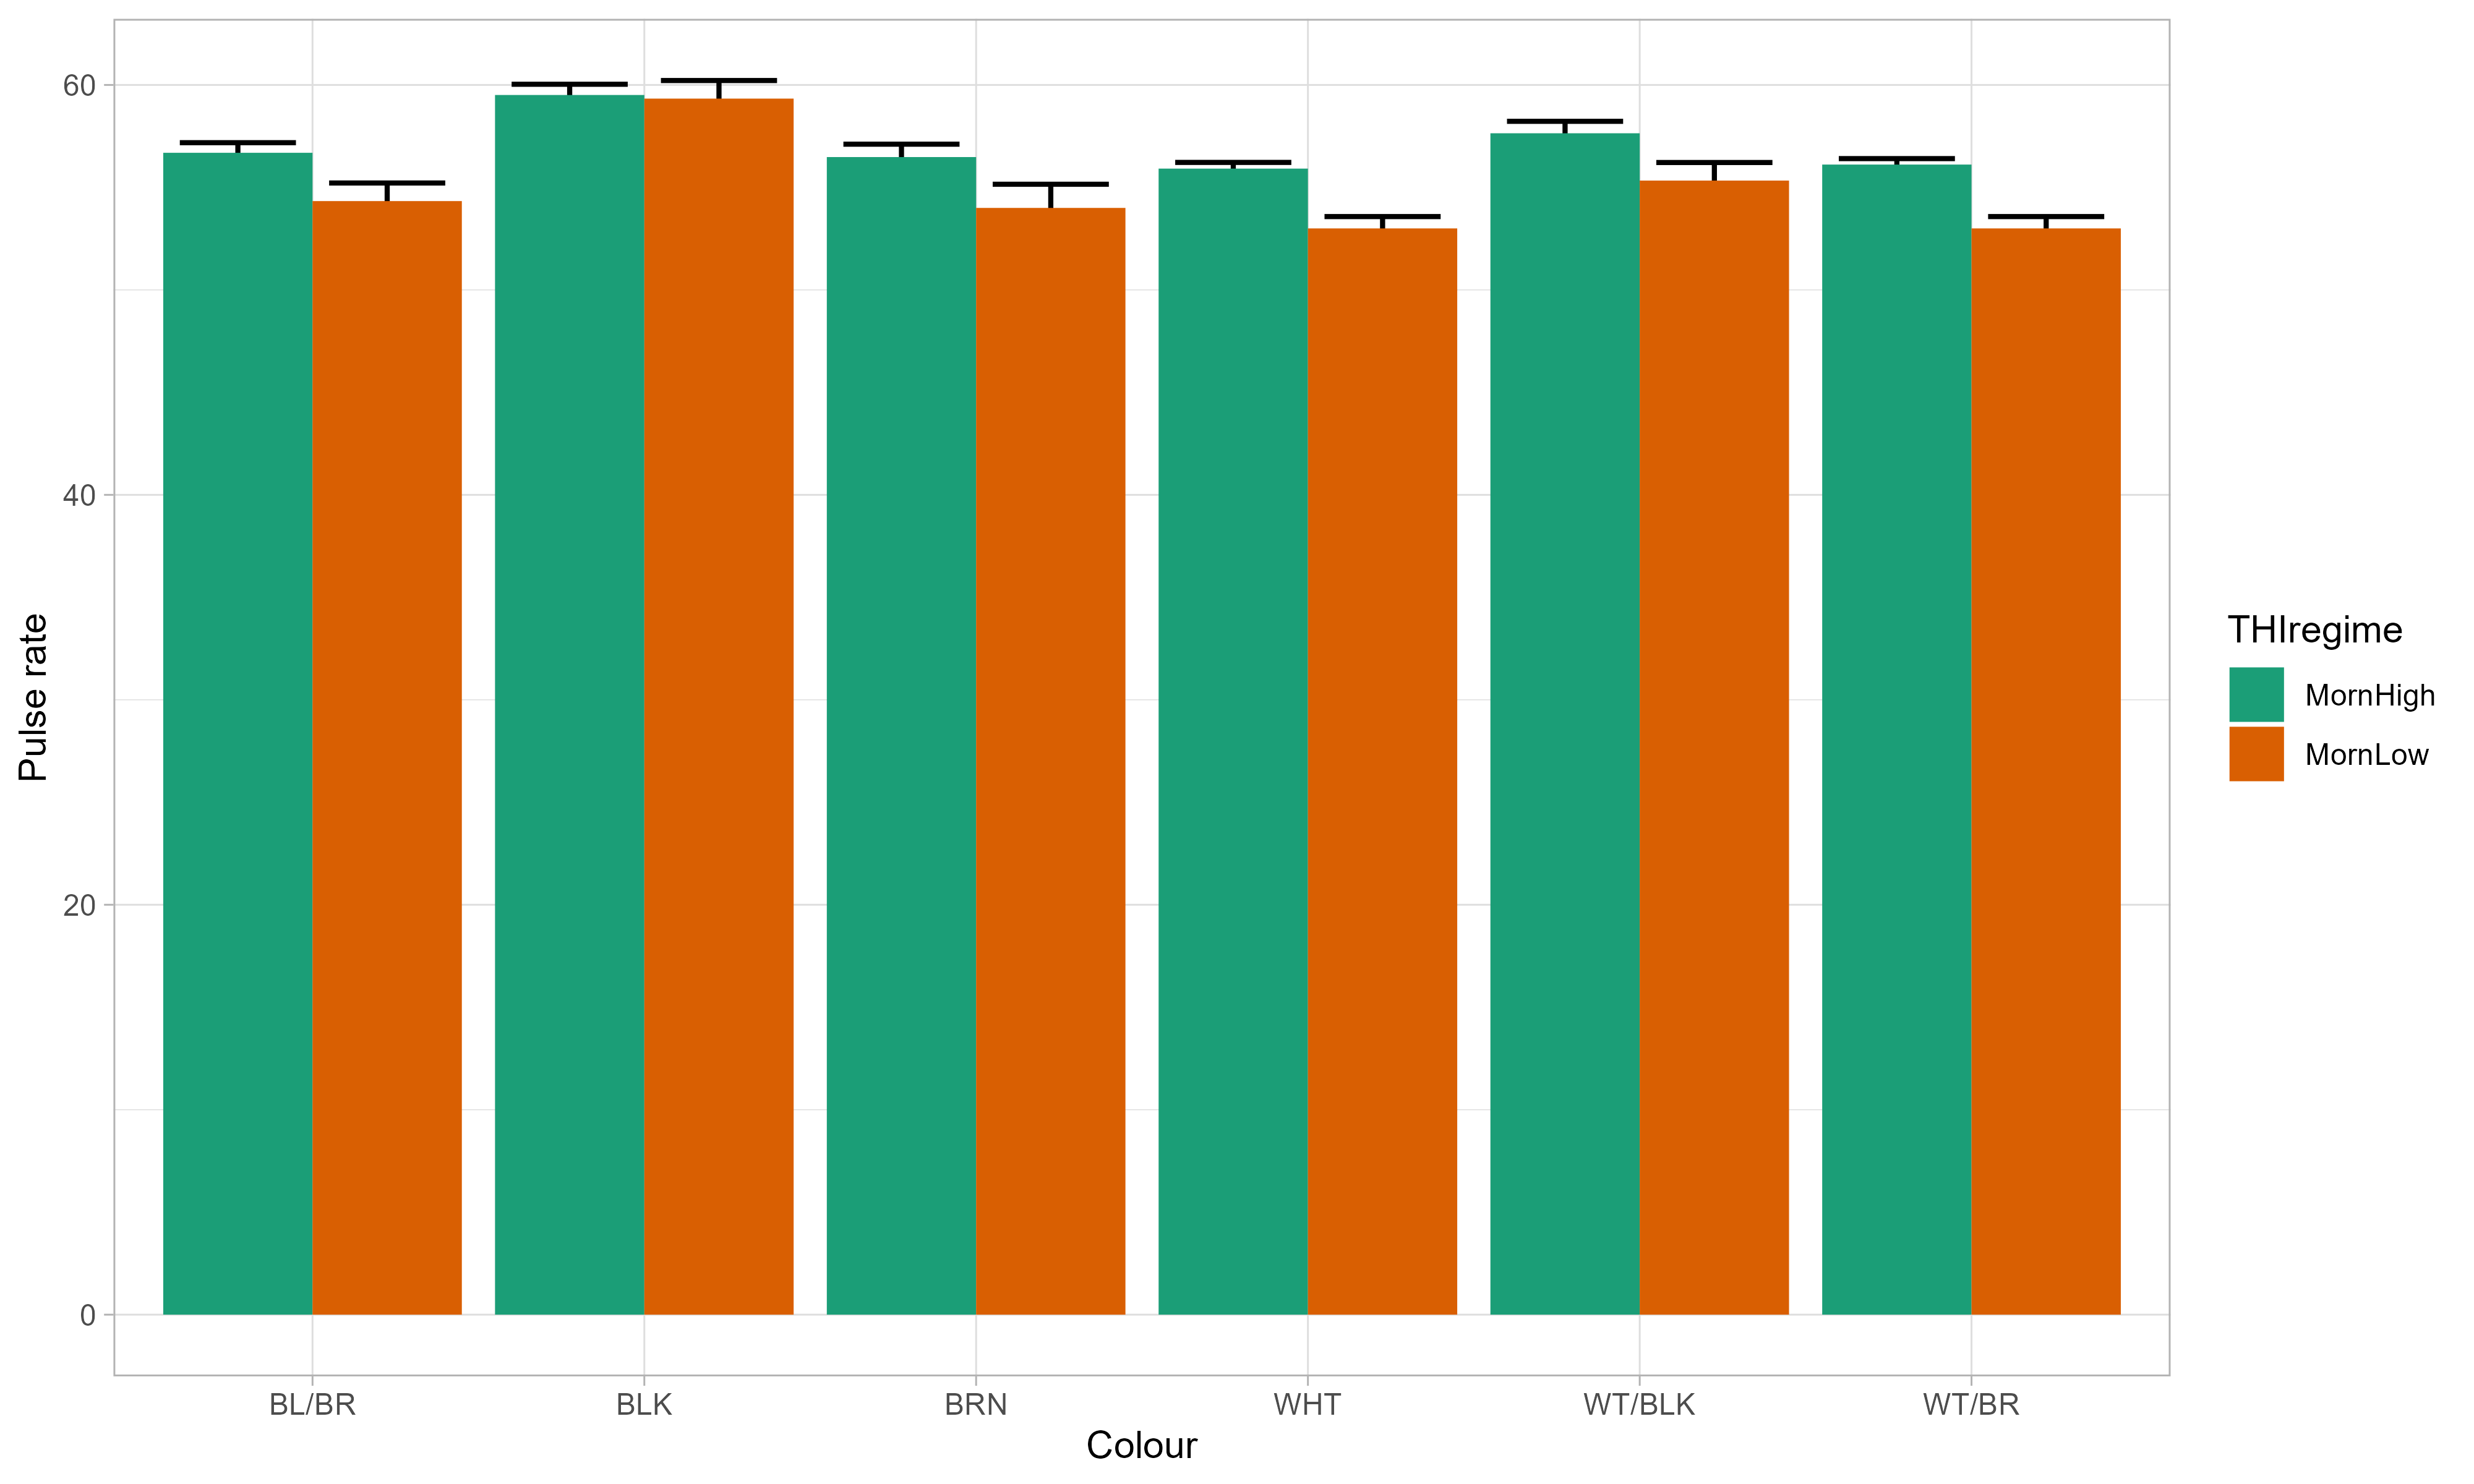 60
40
20
0
Pulse rate
BL/BR BLK BRN WHT WT/BLK WT/BR
Colour
THIregime
MornHigh
MornLow